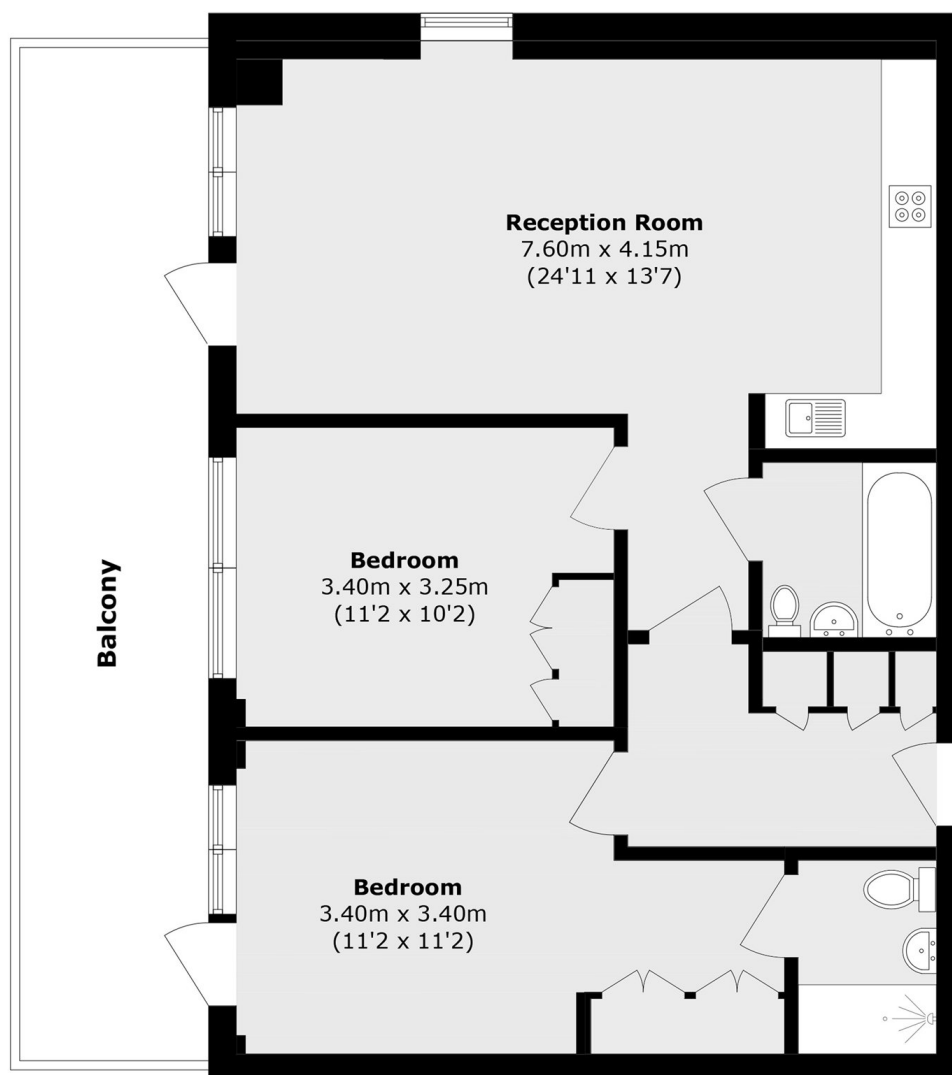 Reception Room
7.60m x 4.15m
(24'11 x 13'7)
Bedroom
3.40m x 3.25m
(11'2 x 10'2)
Balcony
Bedroom
3.40m x 3.40m
(11'2 x 11'2)